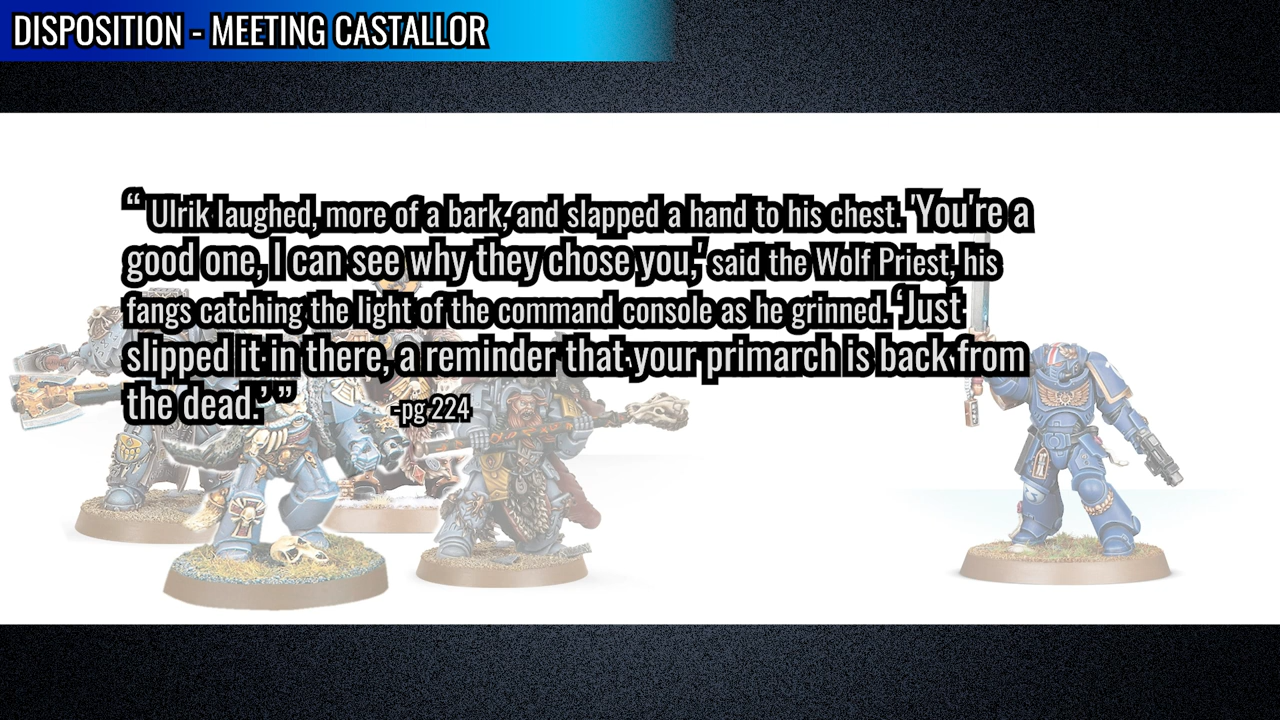 DISPOSITION - MEETING CASTALLOR
“ Ulrik laughed, more of a bark, and slapped a hand to his chest. 'You're a
good one, I can see why they chose you,' said the Wolf Priest, his
fangs catching the light of the command console as he grinned. ‘Just
slipped it in there, a reminder that your primarch is back from
the dead.’ ”
-pg 224